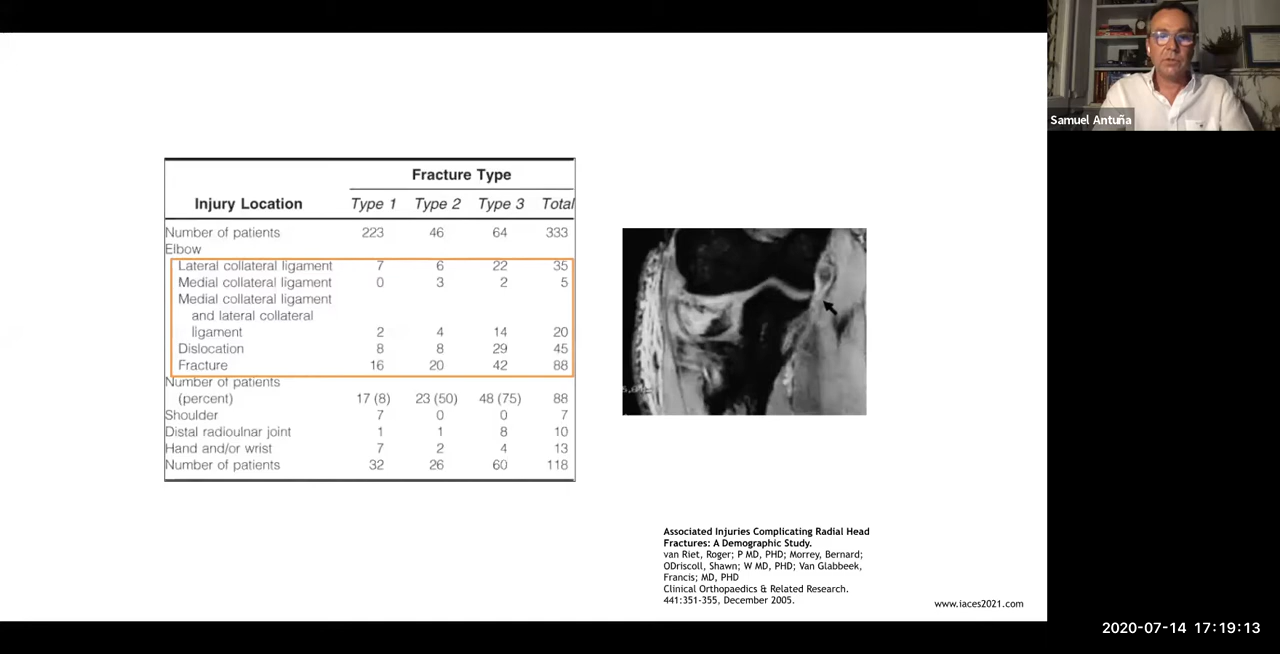 Samuel Antuña
Fracture Type
Injury Location Type 1 Type 2 Type 3 Total
Number of patients 223 46 64 333
Elbow
Lateral collateral ligament 7 6 22 35
Medial collateral ligament 0 3 2 5
Medial collateral ligament
and lateral collateral
ligament 2 4 14 20
Dislocation 8 8 29 45
Fracture 16 20 42 88
Number of patients
(percent) 17 (8) 23 (50) 48 (75) 88
Shoulder 7 0 0 7
Distal radioulnar joint 1 1 8 10
Hand and/or wrist 7 2 4 13
Number of patients 32 26 60 118
Associated Injuries Complicating Radial Head
Fractures: A Demographic Study.
van Riet, Roger; P MD, PHD; Morrey, Bernard;
ODriscoll, Shawn; W MD, PHD; Van Glabbeek,
Francis; MD, PHD
Clinical Orthopaedics & Related Research.
441:351-355, December 2005.
www.iaces2021.com
2020-07-14 17:19:13